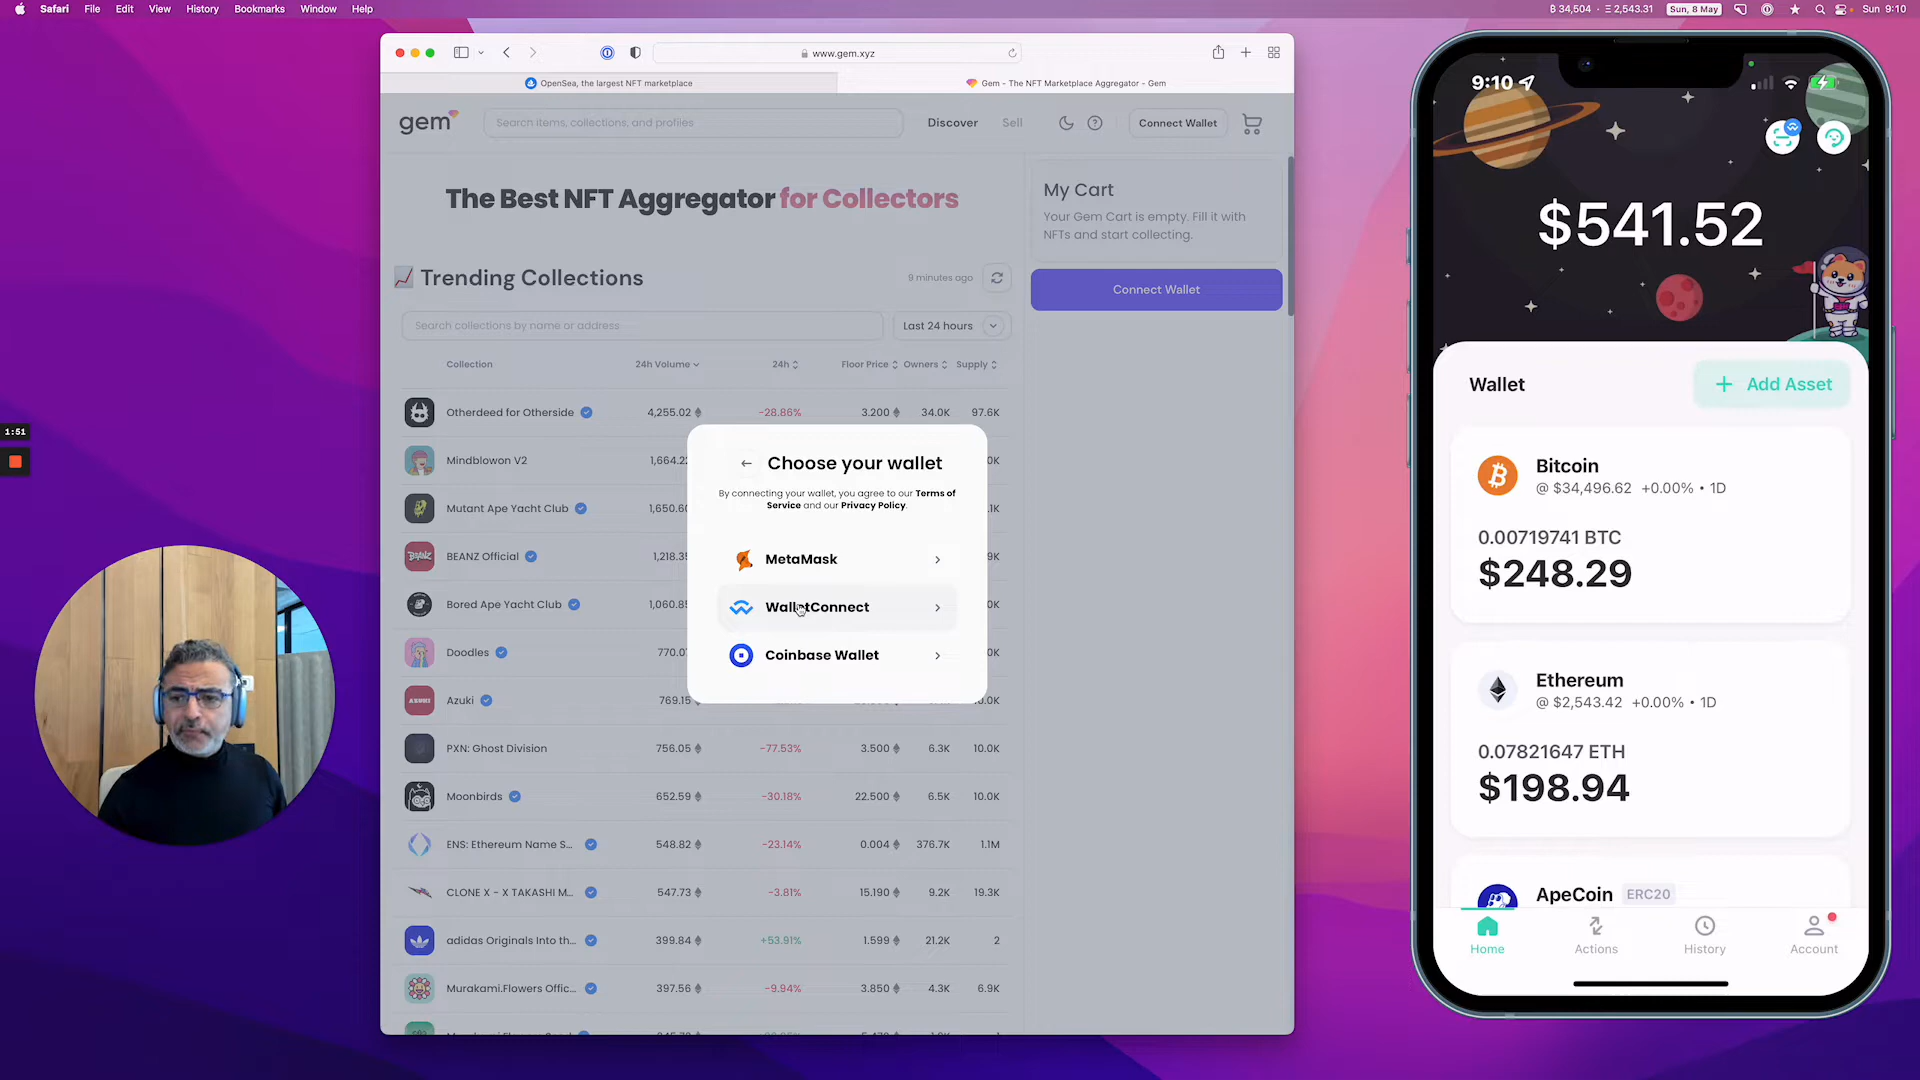 Safari File Edit View History Bookmarks Window Help
฿ 34,504 · Ξ 2,543.31 Sun, 8 May Sun 9:10
www.gem.xyz
OpenSea, the largest NFT marketplace
Gem - The NFT Marketplace Aggregator - Gem
gem
Search items, collections, and profiles
Discover
Sell
Connect Wallet
The Best NFT Aggregator for Collectors
My Cart
Your Gem Cart is empty. Fill it with
NFTs and start collecting.
Connect Wallet
Trending Collections
9 minutes ago
Search collections by name or address
Last 24 hours
Collection 24h Volume 24h Floor Price Owners Supply
Otherdeed for Otherside 4,255.02 -28.86% 3.200 34.0K 97.6K
Mindblowon V2 1,664.22
Mutant Ape Yacht Club
BEANZ Official
Bored Ape Yacht Club
Doodles
Azuki 769.15
PXN: Ghost Division 756.05 -77.53% 3.500 6.3K 10.0K
Moonbirds 652.59 -30.18% 22.500 6.5K 10.0K
ENS: Ethereum Name S... 548.82 -23.14% 0.004 376.7K 1.1M
CLONE X - X TAKASHI M... 547.73 -3.81% 15.190 9.2K 19.3K
adidas Originals Into th... 399.84 +53.91% 1.599 21.2K 2
Murakami.Flowers Offic... 397.56 -9.94% 3.850 4.3K 6.9K
Choose your wallet
By connecting your wallet, you agree to our Terms of
Service and our Privacy Policy.
MetaMask
WalletConnect
Coinbase Wallet
1:51
9:10
$541.52
Wallet
+ Add Asset
Bitcoin
@ $34,496.62 +0.00% • 1D
0.00719741 BTC
$248.29
Ethereum
@ $2,543.42 +0.00% • 1D
0.07821647 ETH
$198.94
ApeCoin ERC20
Home Actions History Account